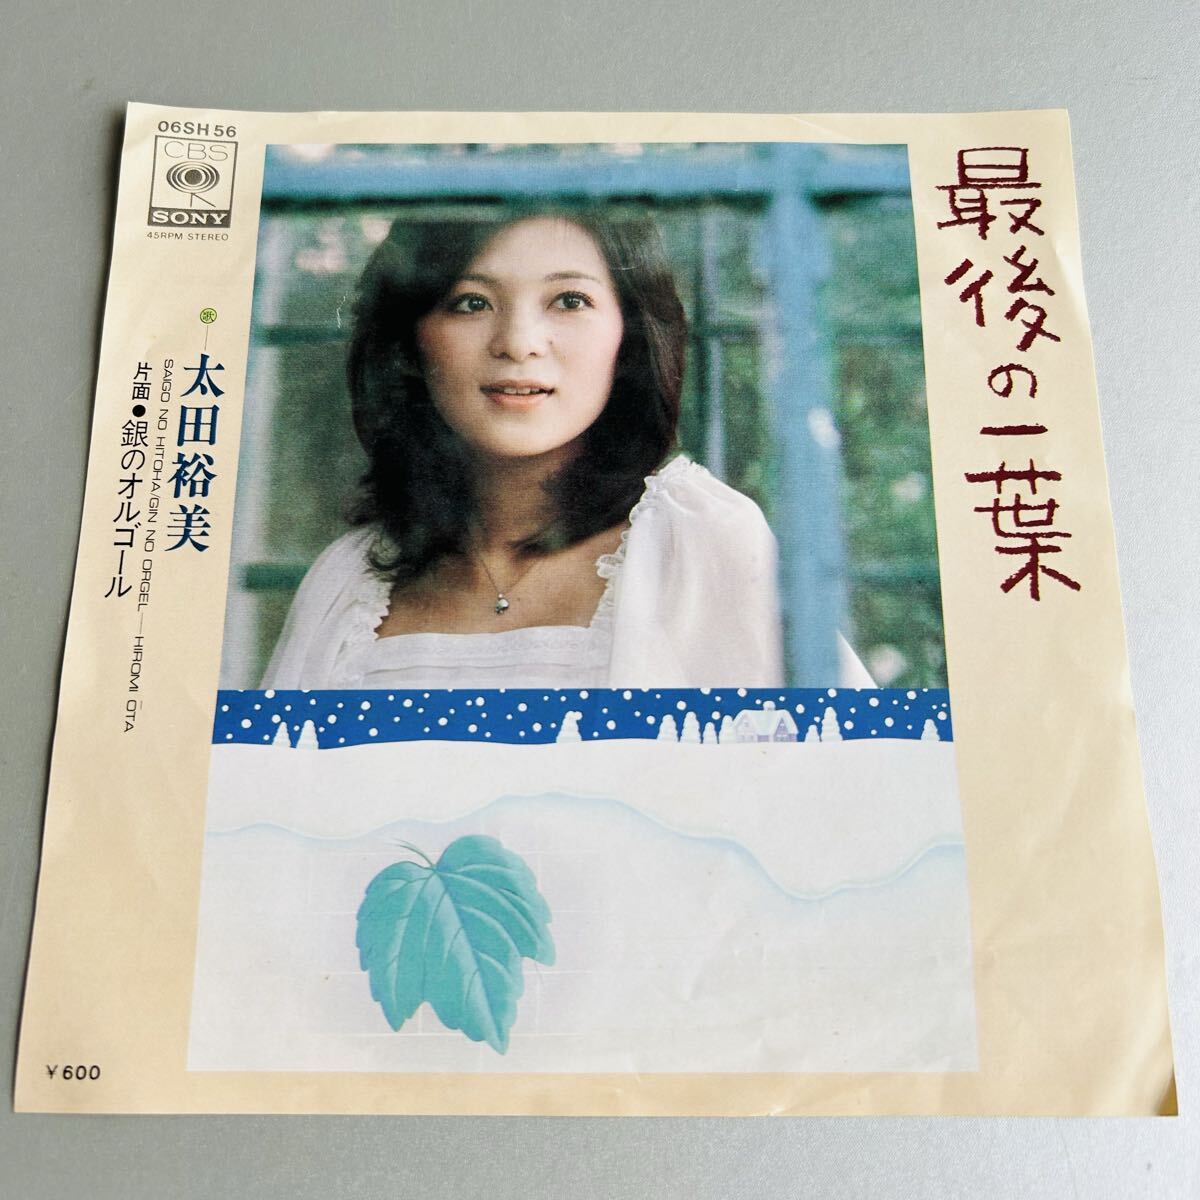 06SH 56
CBS
SONY
45RPM STEREO
最後の一葉
歌—太田裕美
SAIGO NO HITOHA/GIN NO ORGEL—HIROMI ŌTA
片面●銀のオルゴール
￥600